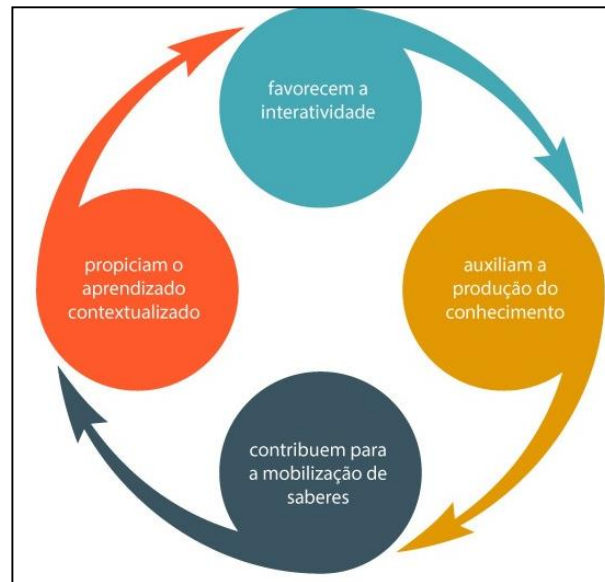 favorecem a
interatividade
auxiliam a
produção do
conhecimento
contribuem para
a mobilização de
saberes
propiciam o
aprendizado
contextualizado